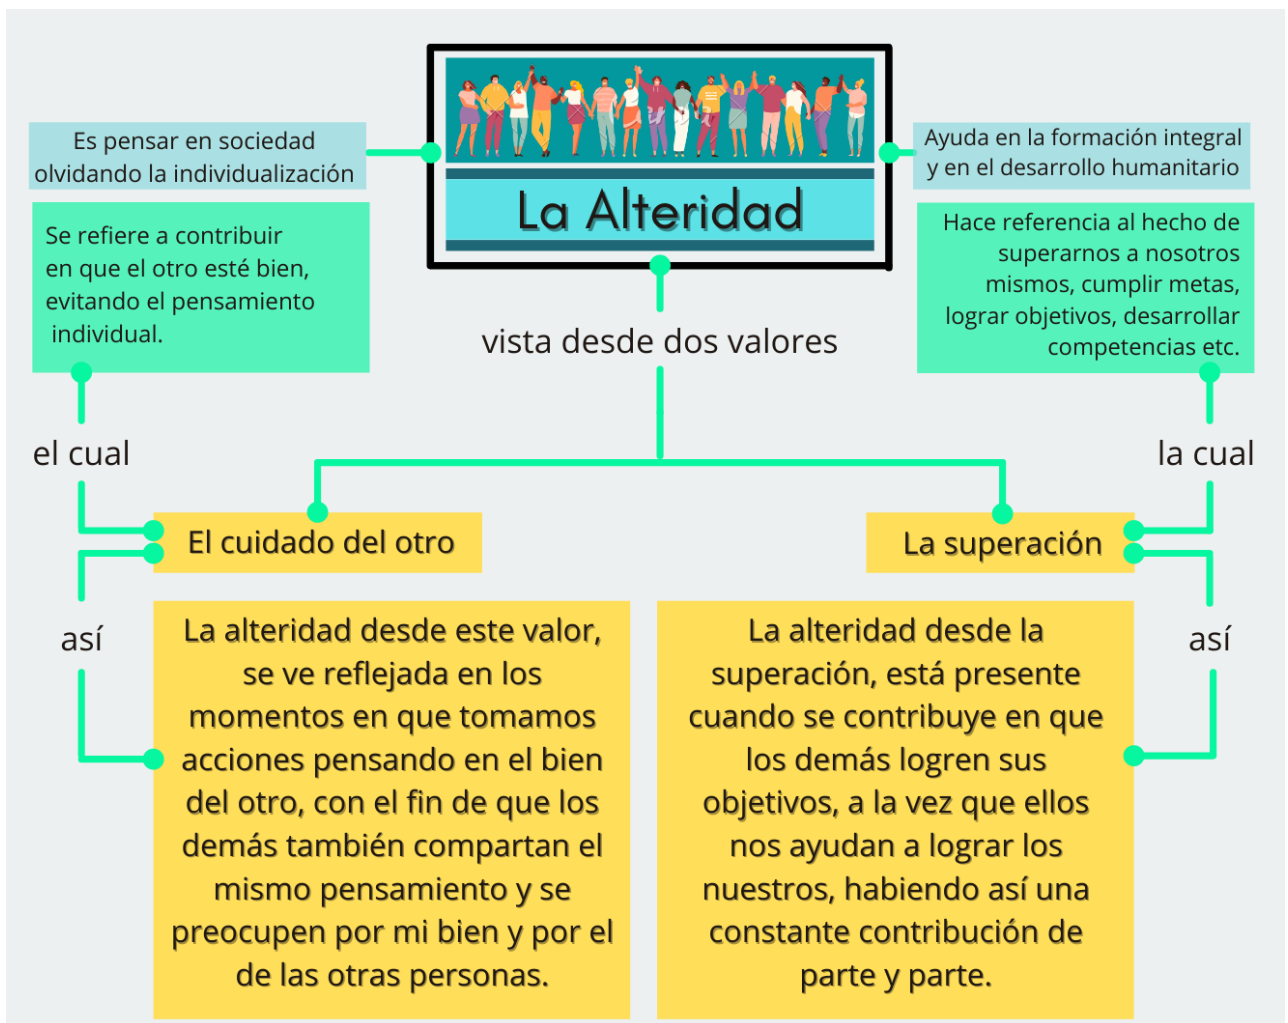 La Alteridad
Es pensar en sociedad
olvidando la individualización
Ayuda en la formación integral
y en el desarrollo humanitario
Se refiere a contribuir
en que el otro esté bien,
evitando el pensamiento
individual.
Hace referencia al hecho de
superarnos a nosotros
mismos, cumplir metas,
lograr objetivos, desarrollar
competencias etc.
vista desde dos valores
el cual
la cual
El cuidado del otro
La superación
así
así
La alteridad desde este valor,
se ve reflejada en los
momentos en que tomamos
acciones pensando en el bien
del otro, con el fin de que los
demás también compartan el
mismo pensamiento y se
preocupen por mi bien y por el
de las otras personas.
La alteridad desde la
superación, está presente
cuando se contribuye en que
los demás logren sus
objetivos, a la vez que ellos
nos ayudan a lograr los
nuestros, habiendo así una
constante contribución de
parte y parte.